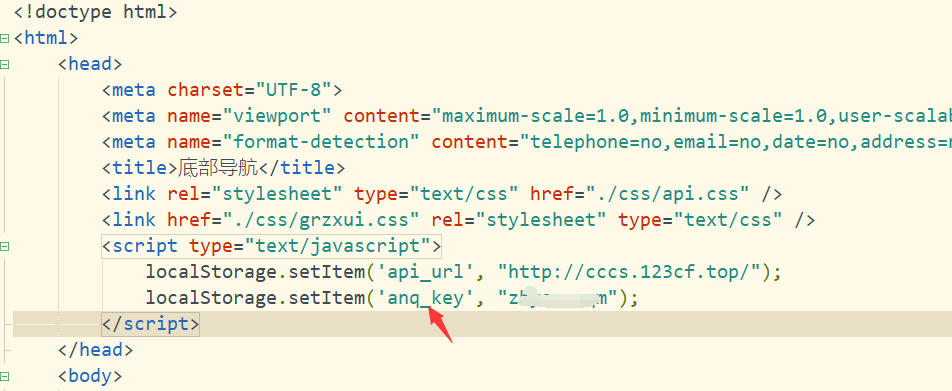 <!doctype html>
<html>
<head>
<meta charset="UTF-8">
<meta name="viewport" content="maximum-scale=1.0,minimum-scale=1.0,user-scalab
<meta name="format-detection" content="telephone=no,email=no,date=no,address=n
<title>底部导航</title>
<link rel="stylesheet" type="text/css" href="./css/api.css" />
<link href="./css/grzxui.css" rel="stylesheet" type="text/css" />
<script type="text/javascript">
localStorage.setItem('api_url', "http://cccs.123cf.top/");
localStorage.setItem('anq_key', "zh m");
</script>
</head>
<body>